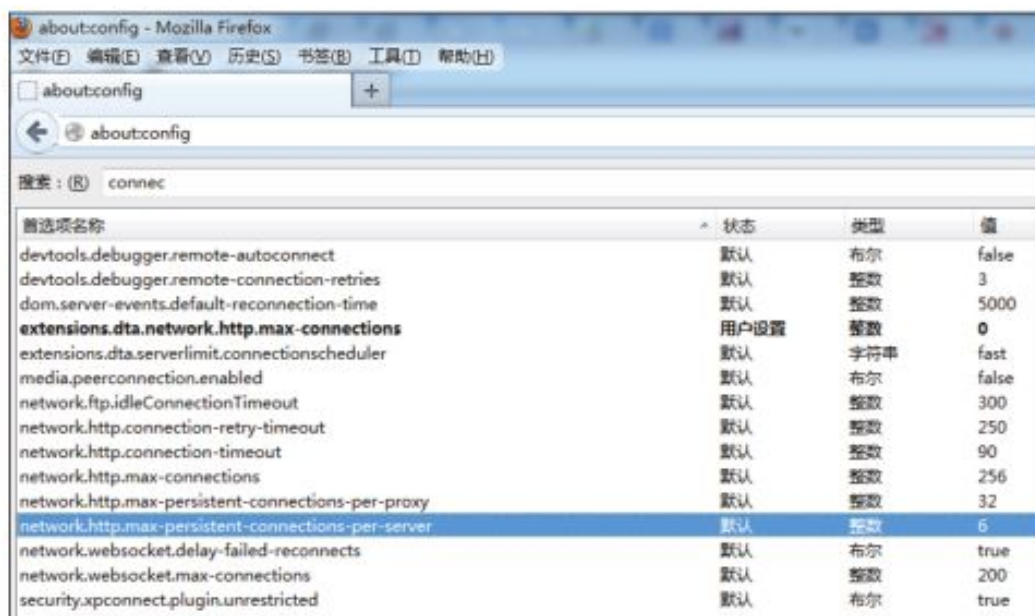 about:config - Mozilla Firefox
文件(F) 编辑(E) 查看(V) 历史(S) 书签(B) 工具(T) 帮助(H)
about:config +
about:config
搜索：(R) connec
首选项名称 状态 类型 值
devtools.debugger.remote-autoconnect 默认 布尔 false
devtools.debugger.remote-connection-retries 默认 整数 3
dom.server-events.default-reconnection-time 默认 整数 5000
extensions.dta.network.http.max-connections 用户设置 整数 0
extensions.dta.serverlimit.connectionscheduler 默认 字符串 fast
media.peerconnection.enabled 默认 布尔 false
network.ftp.idleConnectionTimeout 默认 整数 300
network.http.connection-retry-timeout 默认 整数 250
network.http.connection-timeout 默认 整数 90
network.http.max-connections 默认 整数 256
network.http.max-persistent-connections-per-proxy 默认 整数 32
network.http.max-persistent-connections-per-server 默认 整数 6
network.websocket.delay-failed-reconnects 默认 布尔 true
network.websocket.max-connections 默认 整数 200
security.xpconnect.plugin.unrestricted 默认 布尔 true